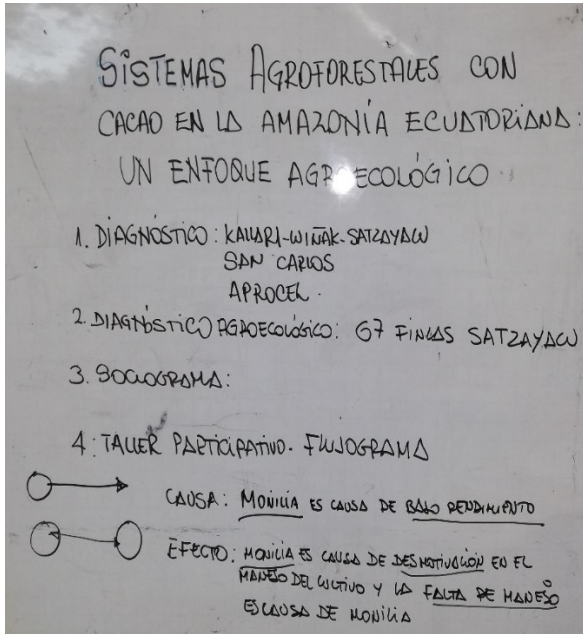 SISTEMAS AGROFORESTALES CON
CACAO EN LA AMAZONÍA ECUATORIANA:
UN ENFOQUE AGROECOLÓGICO
1. DIAGNÓSTICO: KALLARI-WIÑAK-SATZAYACU
SAN CARLOS
APROCEL.
2. DIAGNÓSTICO AGROECOLÓGICO: 67 FINCAS SATZAYACU
3. SOCIOGRAMA:
4: TALLER PARTICIPATIVO. FLUJOGRAMA
CAUSA: MONILIA ES CAUSA DE BAJO RENDIMIENTO
EFECTO: MONILIA ES CAUSA DE DESMOTIVACIÓN EN EL
MANEJO DEL CULTIVO Y LA FALTA DE MANEJO
ES CAUSA DE MONILIA